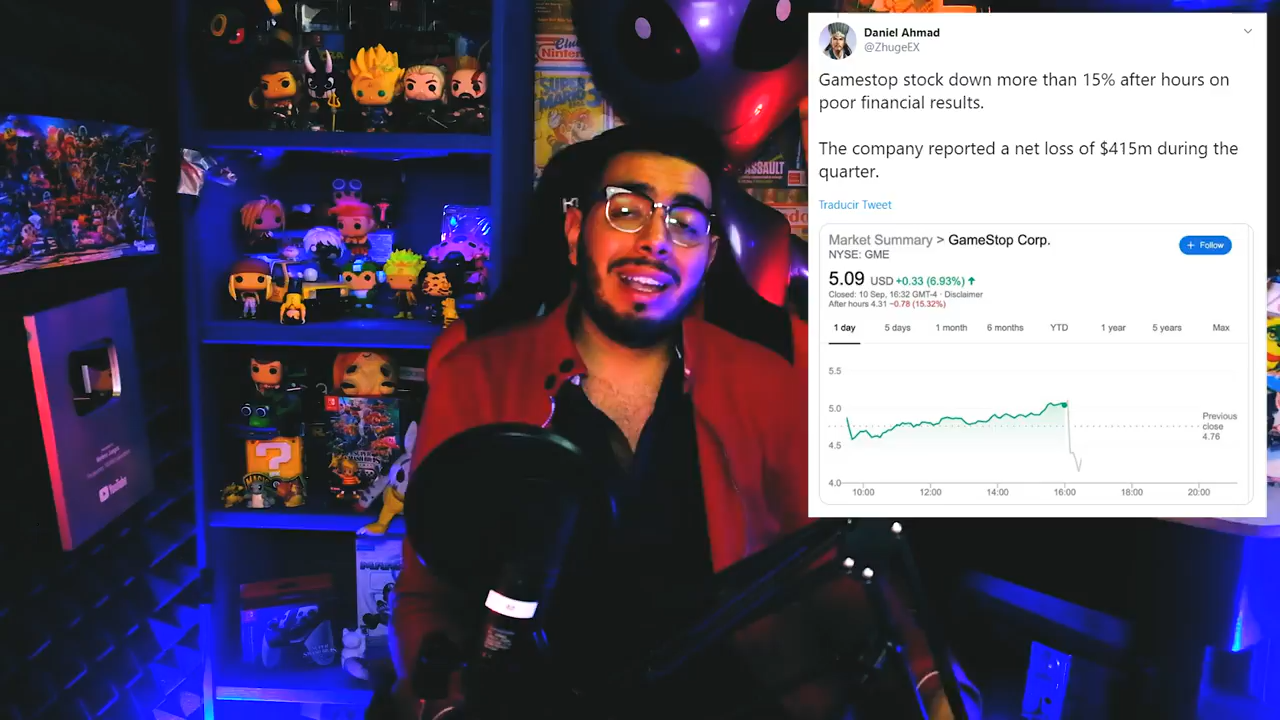 Daniel Ahmad
@ZhugeEX
Gamestop stock down more than 15% after hours on
poor financial results.
The company reported a net loss of $415m during the
quarter.
Traducir Tweet
Market Summary > GameStop Corp.
NYSE: GME
+ Follow
5.09 USD +0.33 (6.93%) ↑
Closed: 10 Sep, 16:32 GMT-4 · Disclaimer
After hours 4.31 −0.78 (15.32%)
1 day 5 days 1 month 6 months YTD 1 year 5 years Max
5.5
5.0
4.5
4.0
Previous
close
4.76
10:00 12:00 14:00 16:00 18:00 20:00
Nintendo
SUPER
MARIO
ASSAULT
YouTube